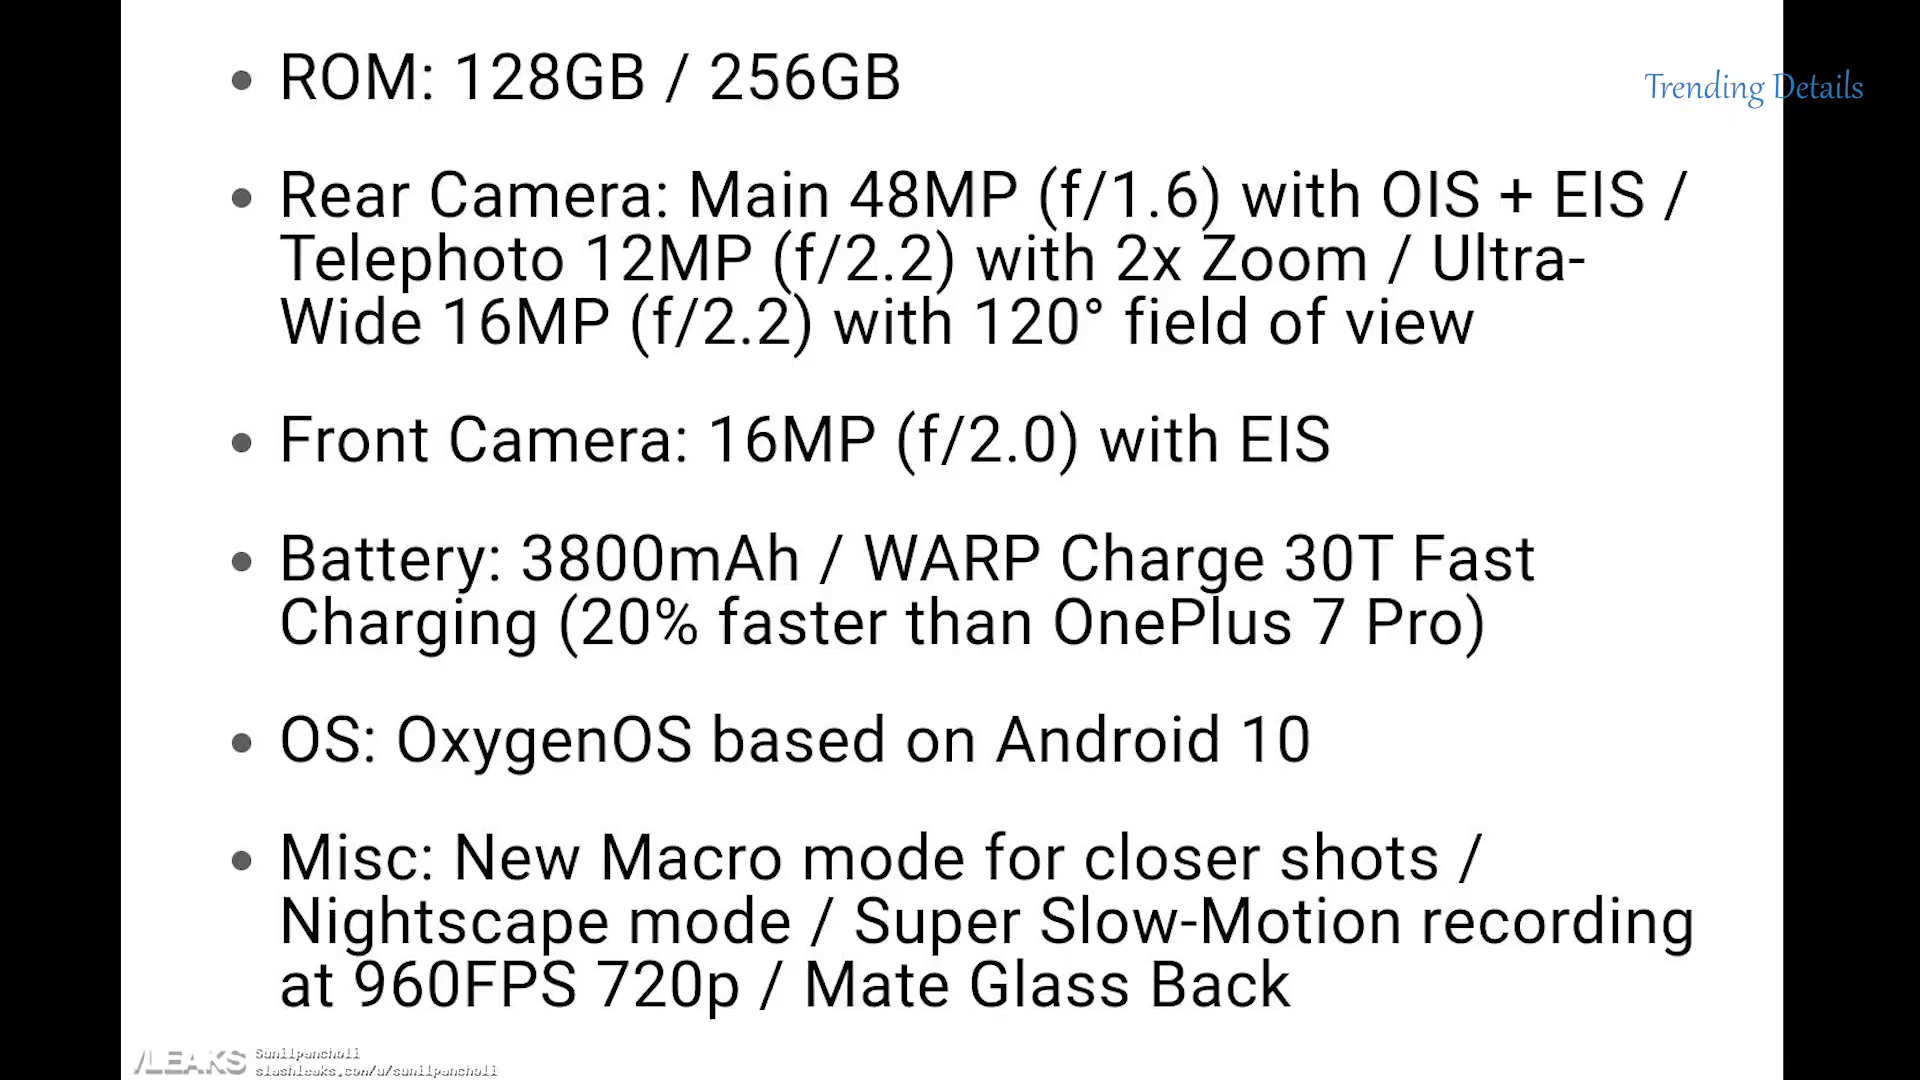 ROM: 128GB / 256GB
Trending Details
Rear Camera: Main 48MP (f/1.6) with OIS + EIS /
Telephoto 12MP (f/2.2) with 2x Zoom / Ultra-
Wide 16MP (f/2.2) with 120° field of view
Front Camera: 16MP (f/2.0) with EIS
Battery: 3800mAh / WARP Charge 30T Fast
Charging (20% faster than OnePlus 7 Pro)
OS: OxygenOS based on Android 10
Misc: New Macro mode for closer shots /
Nightscape mode / Super Slow-Motion recording
at 960FPS 720p / Mate Glass Back
/LEAKS
Sunilpancholi
slashleaks.com/u/sunilpancholi